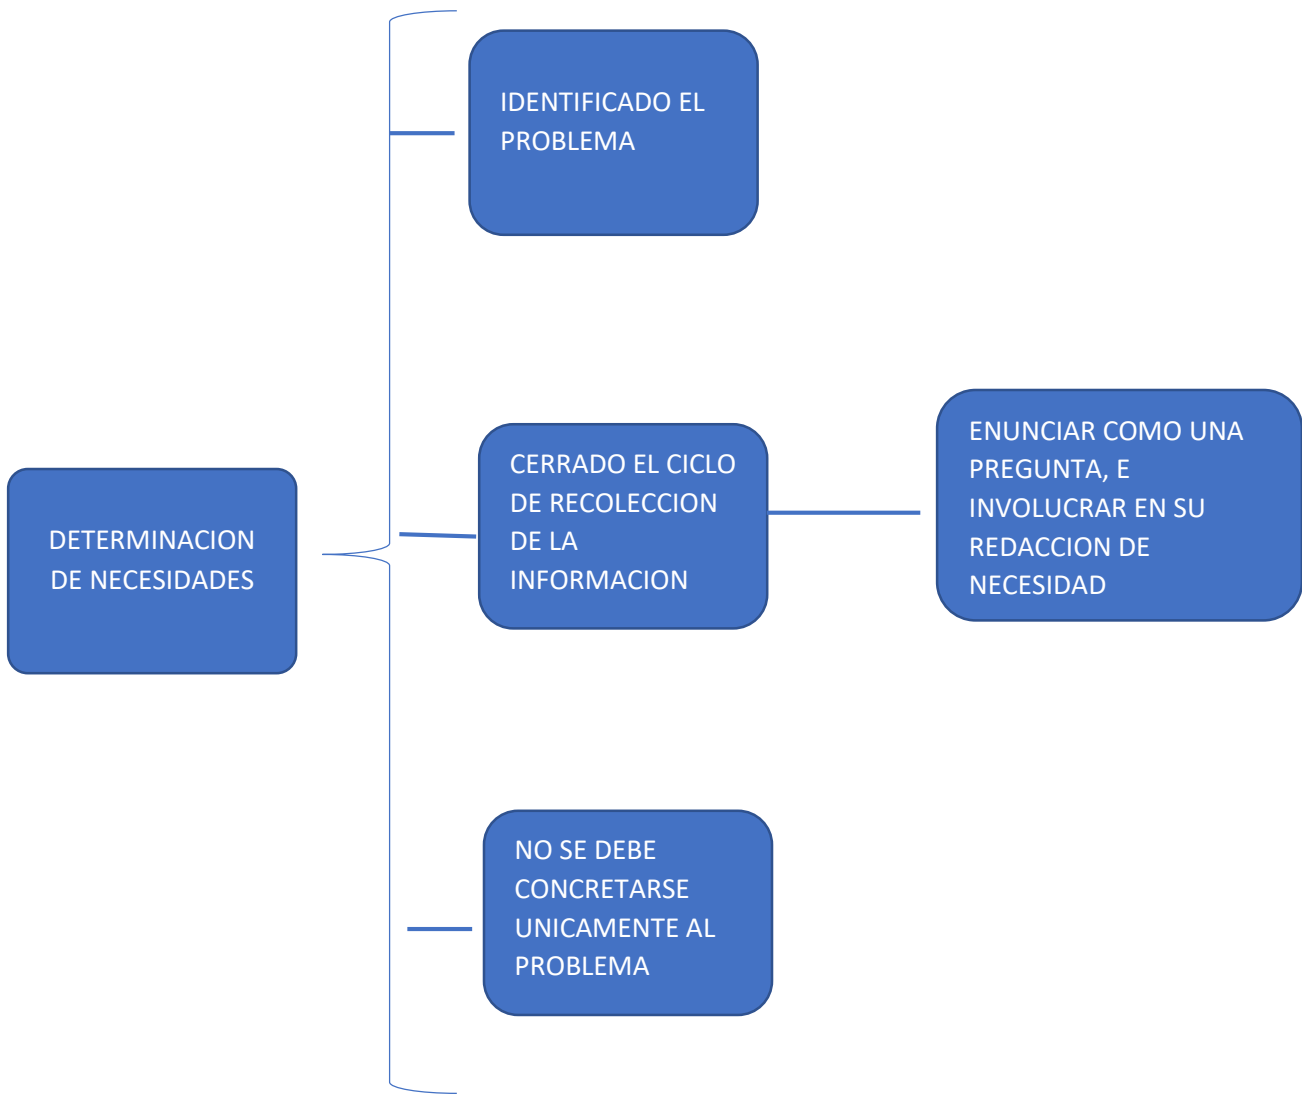 DETERMINACION
DE NECESIDADES
IDENTIFICADO EL
PROBLEMA
CERRADO EL CICLO
DE RECOLECCION
DE LA
INFORMACION
ENUNCIAR COMO UNA
PREGUNTA, E
INVOLUCRAR EN SU
REDACCION DE
NECESIDAD
NO SE DEBE
CONCRETARSE
UNICAMENTE AL
PROBLEMA